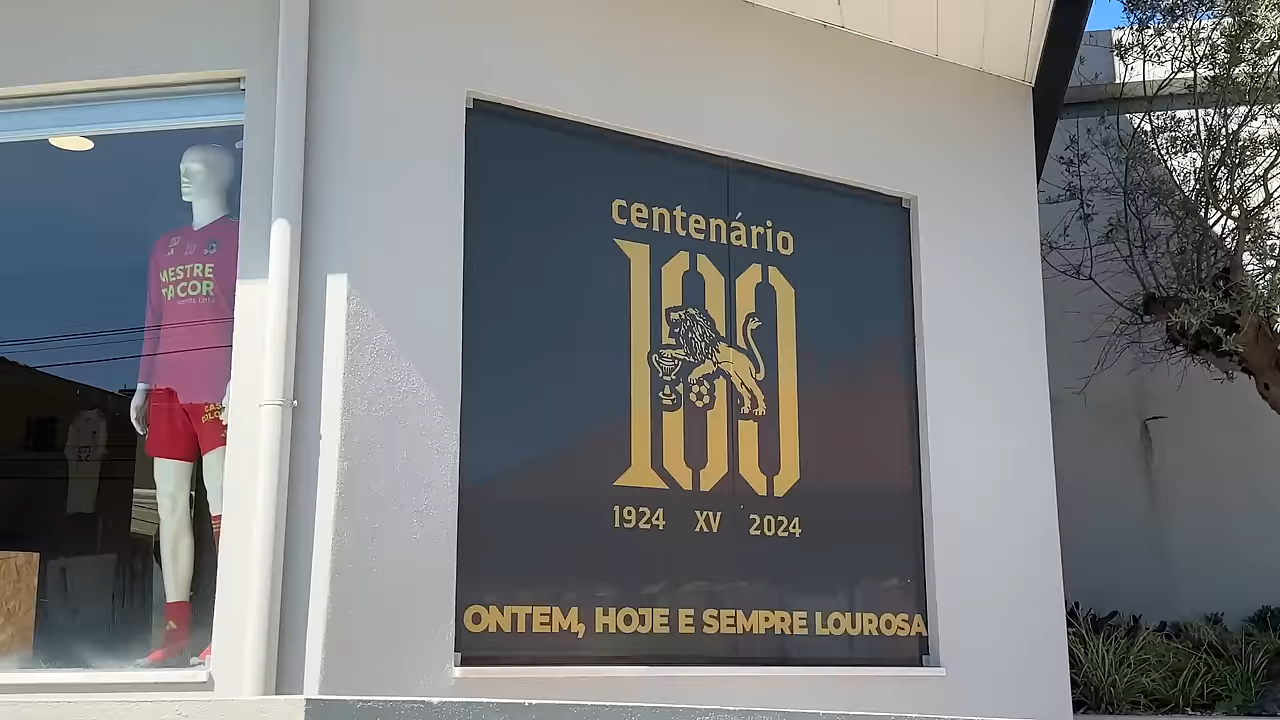 MESTRE
DA COR
centenário
100
1924 XV 2024
ONTEM, HOJE E SEMPRE LOUROSA